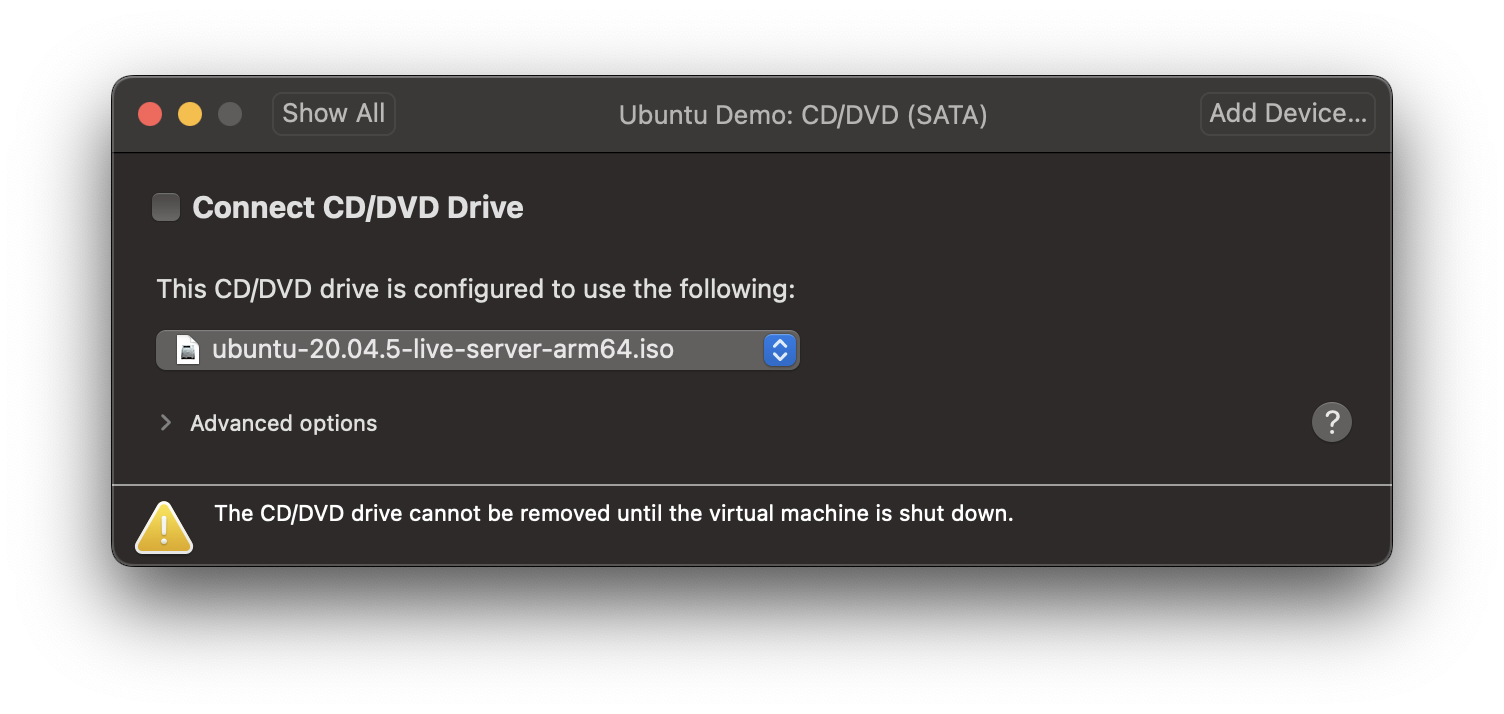 Show All
Ubuntu Demo: CD/DVD (SATA)
Add Device...
Connect CD/DVD Drive
This CD/DVD drive is configured to use the following:
ubuntu-20.04.5-live-server-arm64.iso
Advanced options
?
The CD/DVD drive cannot be removed until the virtual machine is shut down.